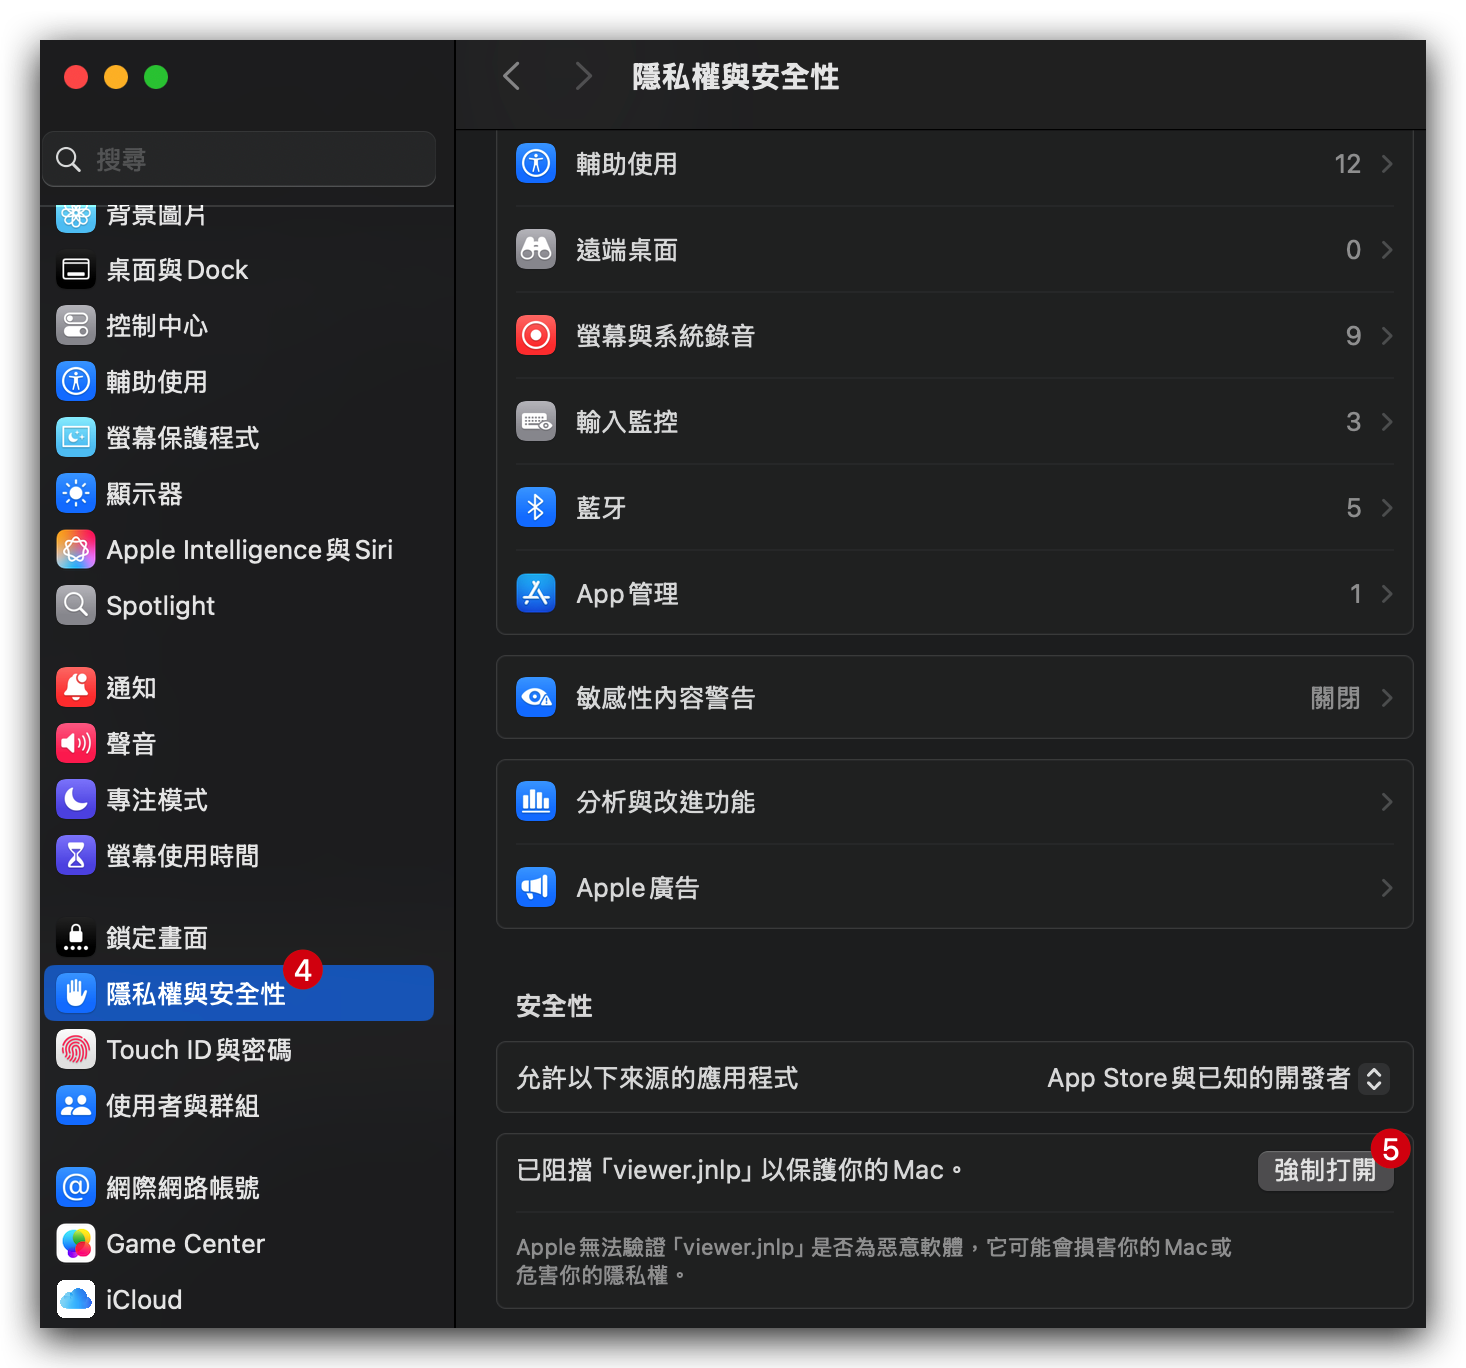 隱私權與安全性
搜尋
背景圖片
桌面與Dock
控制中心
輔助使用
螢幕保護程式
顯示器
Apple Intelligence與Siri
Spotlight
通知
聲音
專注模式
螢幕使用時間
鎖定畫面
隱私權與安全性 4
Touch ID與密碼
使用者與群組
網際網路帳號
Game Center
iCloud
輔助使用 12
遠端桌面 0
螢幕與系統錄音 9
輸入監控 3
藍牙 5
App管理 1
敏感性內容警告 關閉
分析與改進功能
Apple廣告
安全性
允許以下來源的應用程式 App Store與已知的開發者
已阻擋「viewer.jnlp」以保護你的Mac。 強制打開 5
Apple無法驗證「viewer.jnlp」是否為惡意軟體，它可能會損害你的Mac或
危害你的隱私權。